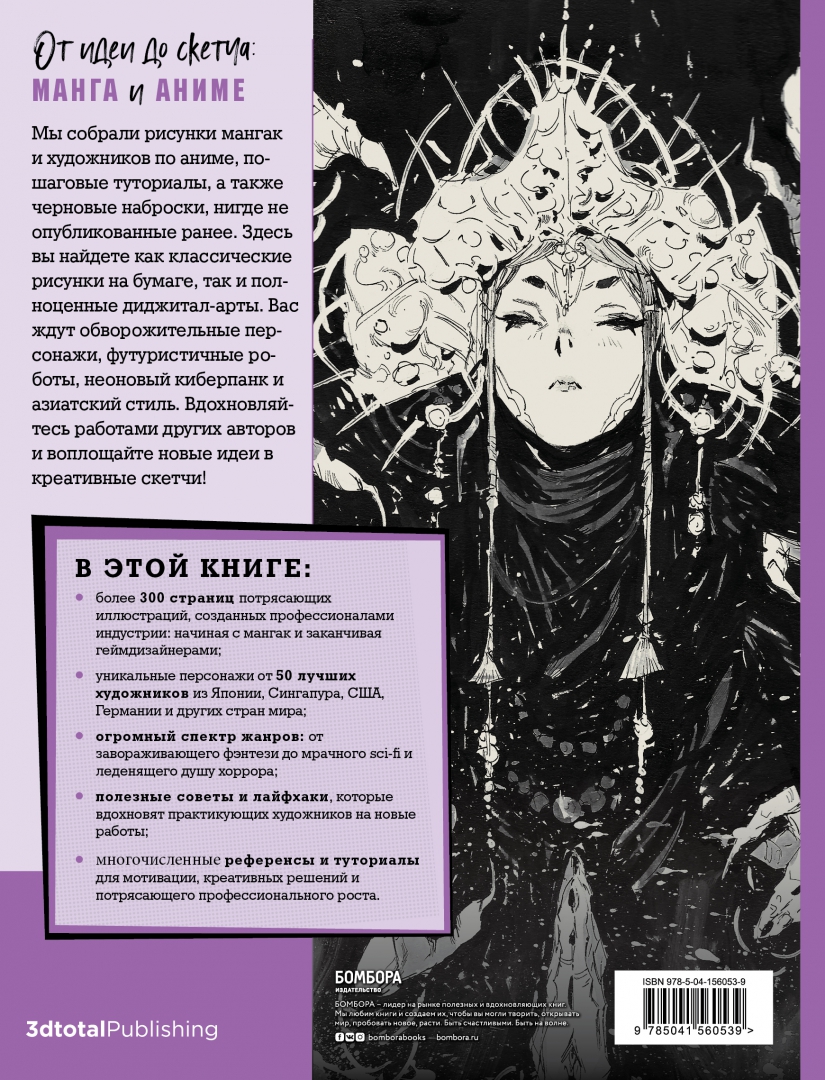 От идеи до скетча:
МАНГА и АНИМЕ
Мы собрали рисунки мангак
и художников по аниме, по-
шаговые туториалы, а также
черновые наброски, нигде не
опубликованные ранее. Здесь
вы найдете как классические
рисунки на бумаге, так и пол-
ноценные диджитал-арты. Вас
ждут обворожительные пер-
сонажи, футуристичные ро-
боты, неоновый киберпанк и
азиатский стиль. Вдохновляй-
тесь работами других авторов
и воплощайте новые идеи в
креативные скетчи!
В ЭТОЙ КНИГЕ:
• более 300 страниц потрясающих
иллюстраций, созданных профессионалами
индустрии: начиная с мангак и заканчивая
геймдизайнерами;
• уникальные персонажи от 50 лучших
художников из Японии, Сингапура, США,
Германии и других стран мира;
• огромный спектр жанров: от
завораживающего фэнтези до мрачного sci-fi и
леденящего душу хоррора;
• полезные советы и лайфхаки, которые
вдохновят практикующих художников на новые
работы;
• многочисленные референсы и туториалы
для мотивации, креативных решений и
потрясающего профессионального роста.
3dtotalPublishing
БОМБОРА
ИЗДАТЕЛЬСТВО
БОМБОРА – лидер на рынке полезных и вдохновляющих книг.
Мы любим книги и создаем их, чтобы вы могли творить, открывать
мир, пробовать новое, расти. Быть счастливыми. Быть на волне.
bomborabooks bombora.ru
ISBN 978-5-04-156053-9
9 785041 560539 >